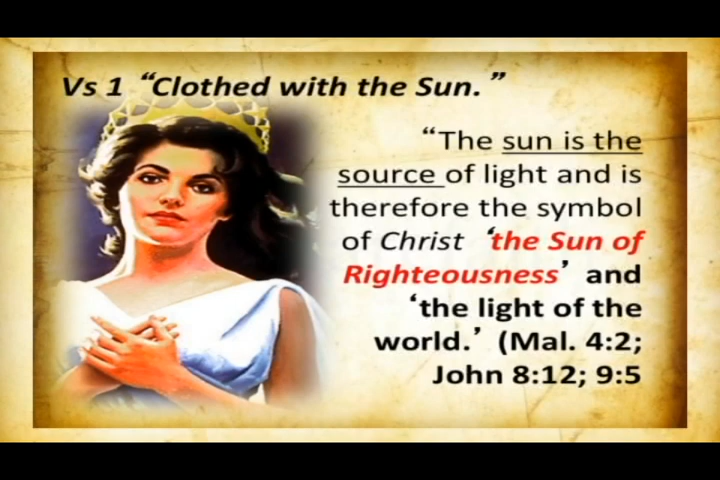 Vs 1 “Clothed with the Sun.”
“The sun is the
source of light and is
therefore the symbol
of Christ ‘the Sun of
Righteousness’ and
‘the light of the
world.’ (Mal. 4:2;
John 8:12; 9:5